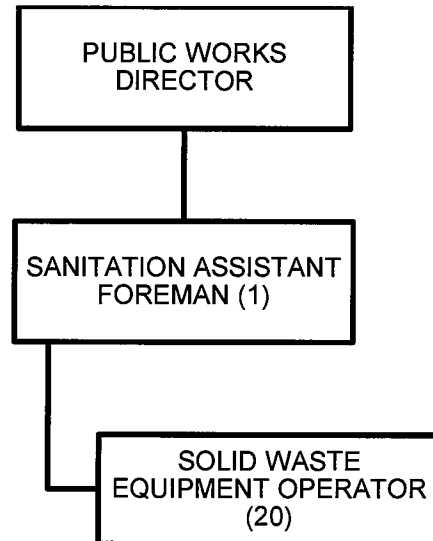 PUBLIC WORKS
DIRECTOR
SANITATION ASSISTANT
FOREMAN (1)
SOLID WASTE
EQUIPMENT OPERATOR
(20)